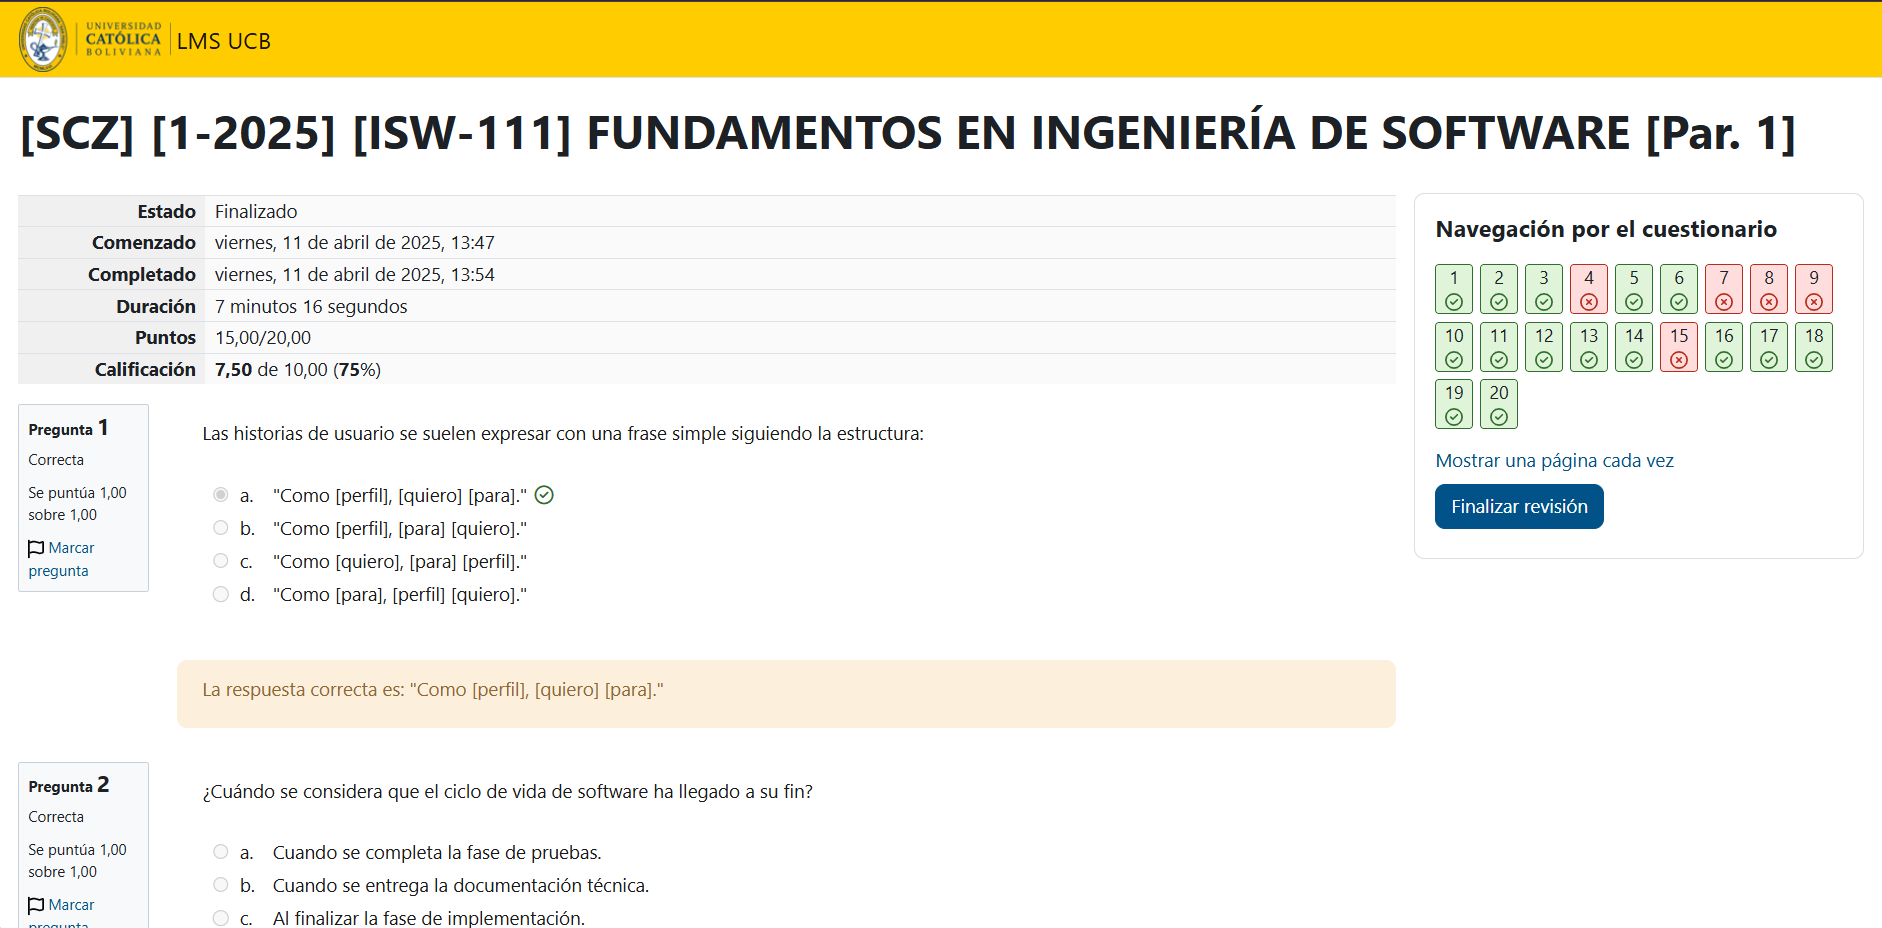 UNIVERSIDAD
CATÓLICA
BOLIVIANA
LMS UCB
[SCZ] [1-2025] [ISW-111] FUNDAMENTOS EN INGENIERÍA DE SOFTWARE [Par. 1]
Estado Finalizado
Comenzado viernes, 11 de abril de 2025, 13:47
Completado viernes, 11 de abril de 2025, 13:54
Duración 7 minutos 16 segundos
Puntos 15,00/20,00
Calificación 7,50 de 10,00 (75%)
Navegación por el cuestionario
1 2 3 4 5 6 7 8 9
10 11 12 13 14 15 16 17 18
19 20
Mostrar una página cada vez
Finalizar revisión
Pregunta 1
Correcta
Se puntúa 1,00
sobre 1,00
Marcar
pregunta
Las historias de usuario se suelen expresar con una frase simple siguiendo la estructura:
a. "Como [perfil], [quiero] [para]."
b. "Como [perfil], [para] [quiero]."
c. "Como [quiero], [para] [perfil]."
d. "Como [para], [perfil] [quiero]."
La respuesta correcta es: "Como [perfil], [quiero] [para]."
Pregunta 2
Correcta
Se puntúa 1,00
sobre 1,00
Marcar
pregunta
¿Cuándo se considera que el ciclo de vida de software ha llegado a su fin?
a. Cuando se completa la fase de pruebas.
b. Cuando se entrega la documentación técnica.
c. Al finalizar la fase de implementación.